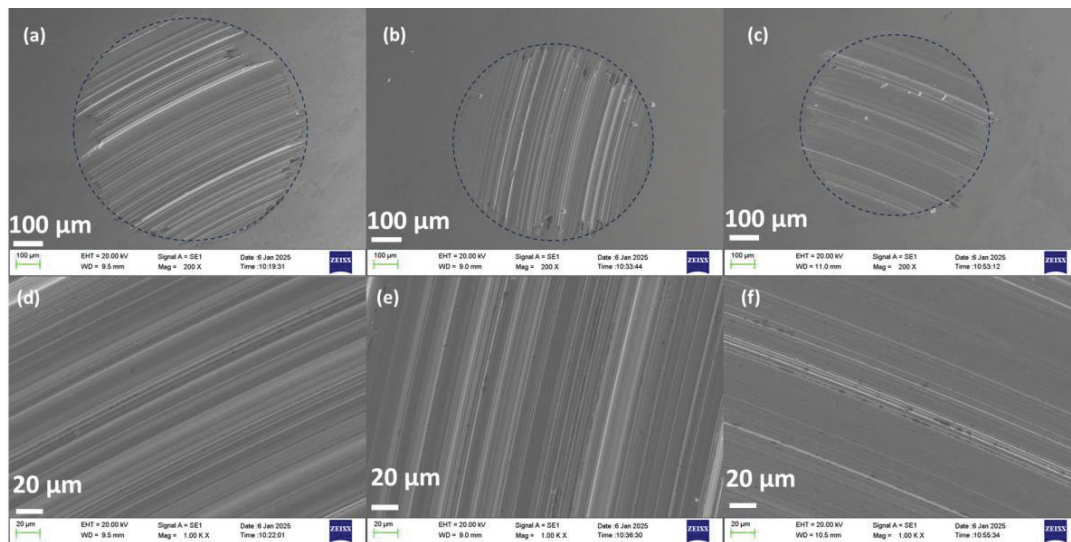 (a)
100 µm
100 µm
EHT = 20.00 kV
WD = 9.5 mm
Signal A = SE1
Mag = 200 X
Date :6 Jan 2025
Time :10:19:31
ZEISS
(b)
100 µm
100 µm
EHT = 20.00 kV
WD = 9.0 mm
Signal A = SE1
Mag = 200 X
Date :6 Jan 2025
Time :10:33:44
ZEISS
(c)
100 µm
100 µm
EHT = 20.00 kV
WD = 11.0 mm
Signal A = SE1
Mag = 200 X
Date :6 Jan 2025
Time :10:53:12
ZEISS
(d)
20 µm
20 µm
EHT = 20.00 kV
WD = 9.5 mm
Signal A = SE1
Mag = 1.00 K X
Date :6 Jan 2025
Time :10:22:01
ZEISS
(e)
20 µm
20 µm
EHT = 20.00 kV
WD = 9.0 mm
Signal A = SE1
Mag = 1.00 K X
Date :6 Jan 2025
Time :10:36:30
ZEISS
(f)
20 µm
20 µm
EHT = 20.00 kV
WD = 10.5 mm
Signal A = SE1
Mag = 1.00 K X
Date :6 Jan 2025
Time :10:55:34
ZEISS